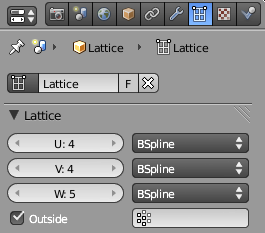 Lattice Lattice
Lattice F
Lattice
U: 4 BSpline
V: 4 BSpline
W: 5 BSpline
Outside